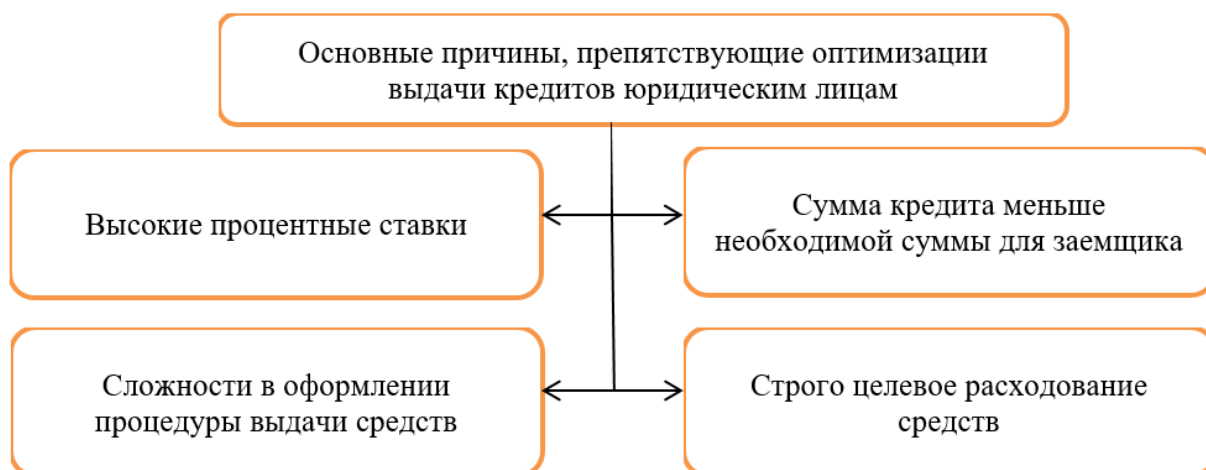 Основные причины, препятствующие оптимизации
выдачи кредитов юридическим лицам
Высокие процентные ставки
Сумма кредита меньше
необходимой суммы для заемщика
Сложности в оформлении
процедуры выдачи средств
Строго целевое расходование
средств